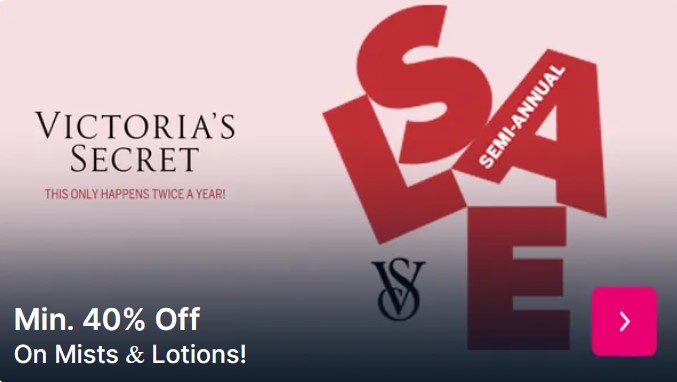 VICTORIA'S
SECRET
THIS ONLY HAPPENS TWICE A YEAR!
SALE
SEMI-ANNUAL
VS
Min. 40% Off
On Mists & Lotions!